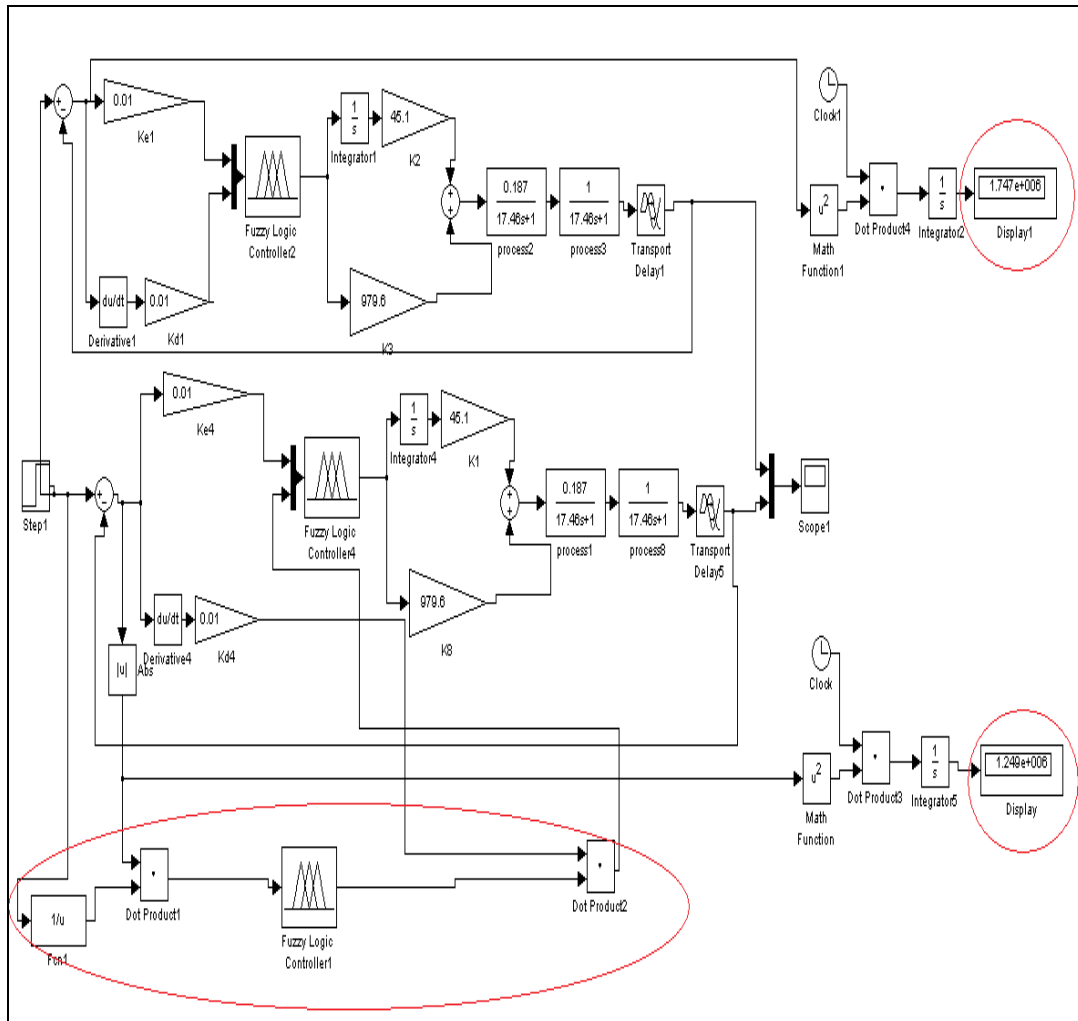 0.01
Ke1
1
s
Integrator1
45.1
K2
Fuzzy Logic
Controller2
0.187
17.46s+1
process2
1
17.46s+1
process3
Transport
Delay1
du/dt
Derivative1
0.01
Kd1
979.6
K3
Clock1
u2
Math
Function1
Dot Product4
1
s
Integrator2
1.747e+006
Display1
0.01
Ke4
Fuzzy Logic
Controller4
1
s
Integrator4
45.1
K1
Step1
0.187
17.46s+1
process1
1
17.46s+1
process8
Transport
Delay5
Scope1
du/dt
Derivative4
0.01
Kd4
979.6
K8
|u|
Abs
Clock
u2
Math
Function
Dot Product3
1
s
Integrator5
1.249e+006
Display
1/u
Fcn1
Dot Product1
Fuzzy Logic
Controller1
Dot Product2